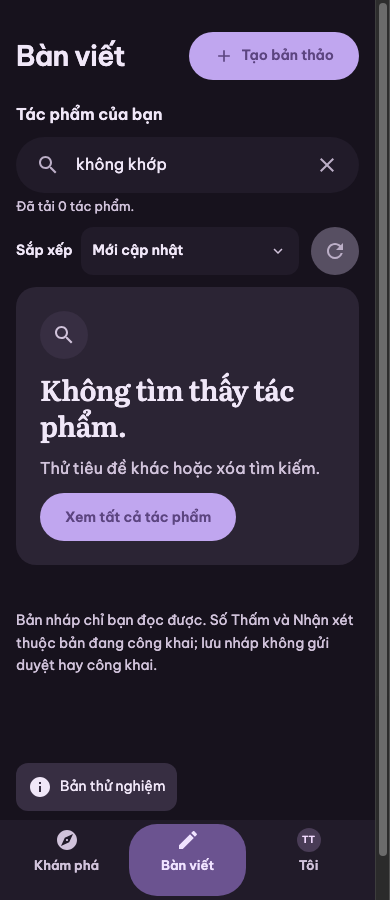 Bàn viết
Tạo bản thảo
Tác phẩm của bạn
không khớp
Đã tải 0 tác phẩm.
Sắp xếp
Mới cập nhật
Không tìm thấy tác
phẩm.
Thử tiêu đề khác hoặc xóa tìm kiếm.
Xem tất cả tác phẩm
Bản nháp chỉ bạn đọc được. Số Thấm và Nhận xét
thuộc bản đang công khai; lưu nháp không gửi
duyệt hay công khai.
Bản thử nghiệm
Khám phá
Bàn viết
TT
Tôi